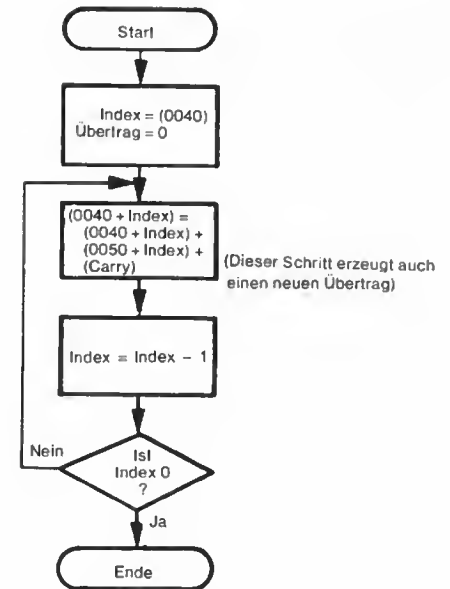 Start
Index = (0040)
Übertrag = 0
(0040 + Index) =
(0040 + Index) +
(0050 + Index) +
(Carry)
(Dieser Schritt erzeugt auch
einen neuen Übertrag)
Index = Index − 1
Nein
Ist
Index 0
?
Ja
Ende